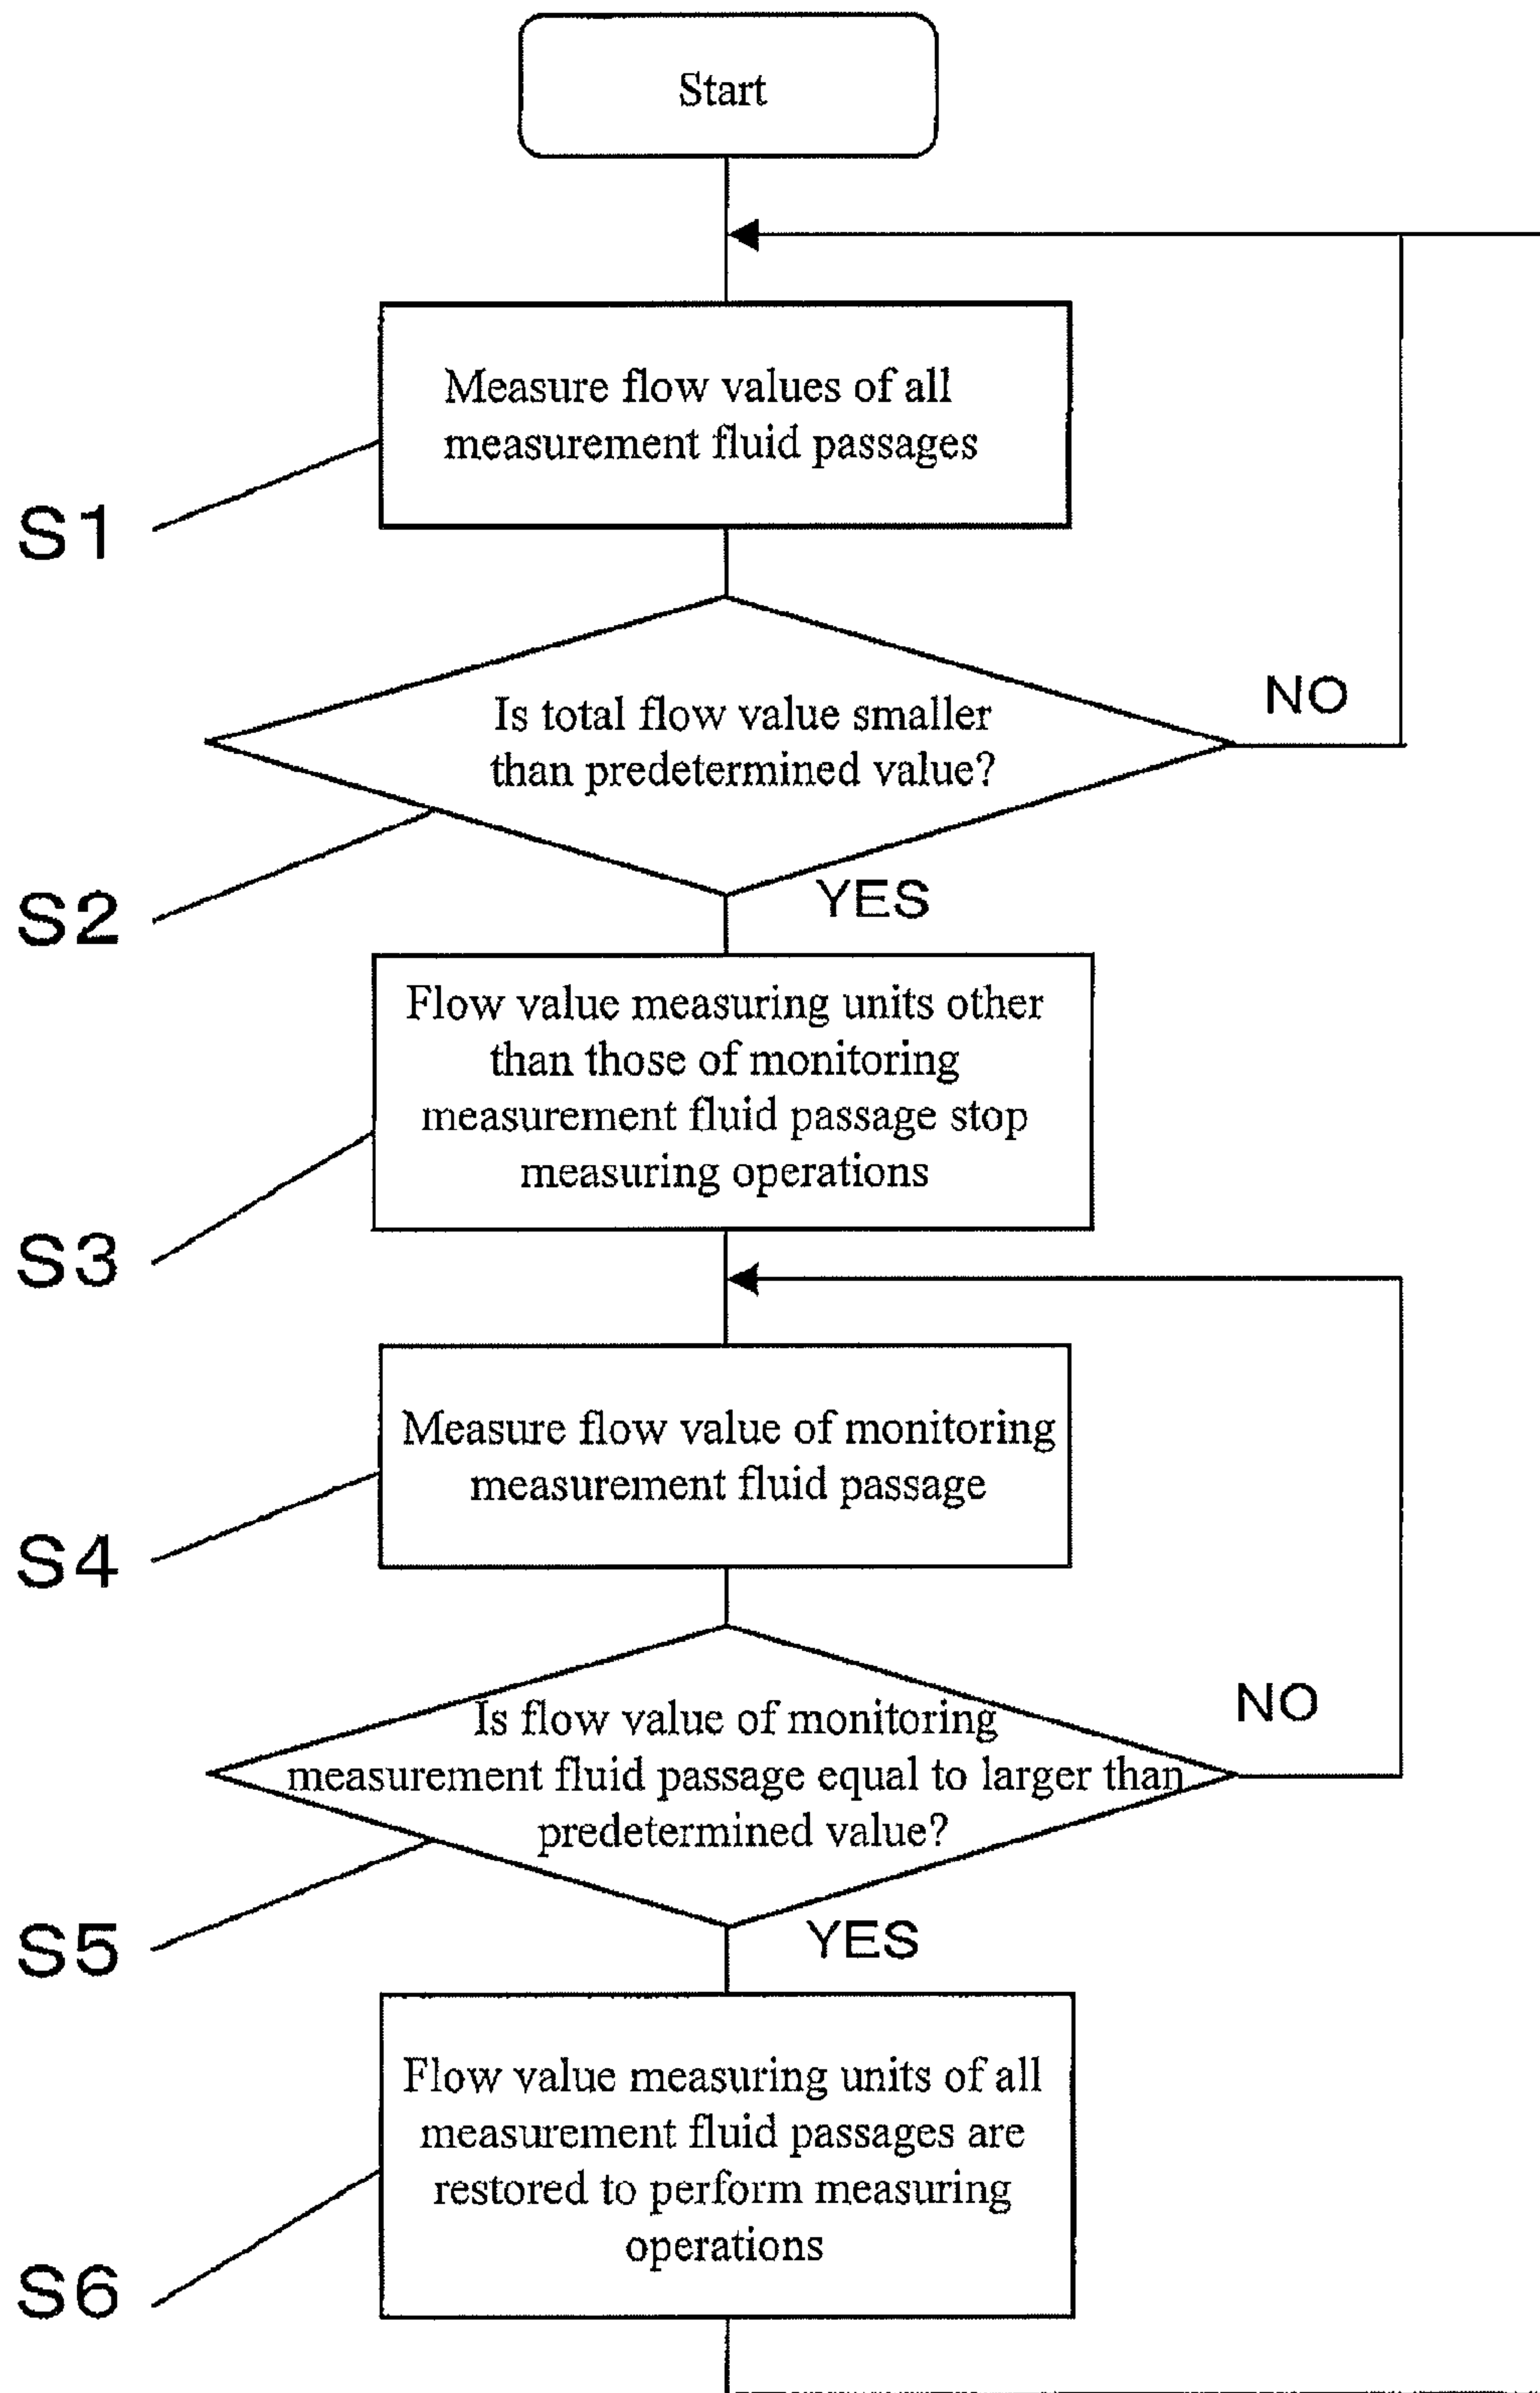 Start
Measure flow values of all
measurement fluid passages
S1
Is total flow value smaller
than predetermined value?
NO
S2
YES
Flow value measuring units other
than those of monitoring
measurement fluid passage stop
measuring operations
S3
Measure flow value of monitoring
measurement fluid passage
S4
Is flow value of monitoring
measurement fluid passage equal to larger than
predetermined value?
NO
S5
YES
Flow value measuring units of all
measurement fluid passages are
restored to perform measuring
operations
S6